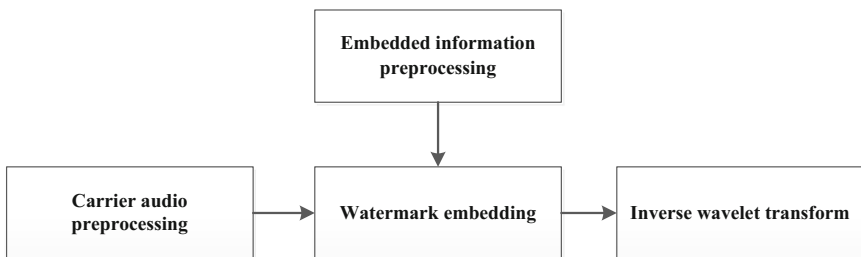 Embedded information
preprocessing
Carrier audio
preprocessing
Watermark embedding
Inverse wavelet transform